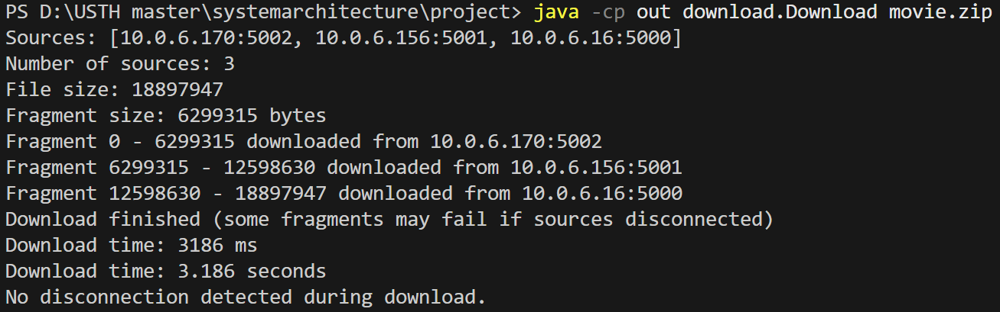 PS D:\USTH master\systemarchitecture\project> java -cp out download.Download movie.zip
Sources: [10.0.6.170:5002, 10.0.6.156:5001, 10.0.6.16:5000]
Number of sources: 3
File size: 18897947
Fragment size: 6299315 bytes
Fragment 0 - 6299315 downloaded from 10.0.6.170:5002
Fragment 6299315 - 12598630 downloaded from 10.0.6.156:5001
Fragment 12598630 - 18897947 downloaded from 10.0.6.16:5000
Download finished (some fragments may fail if sources disconnected)
Download time: 3186 ms
Download time: 3.186 seconds
No disconnection detected during download.